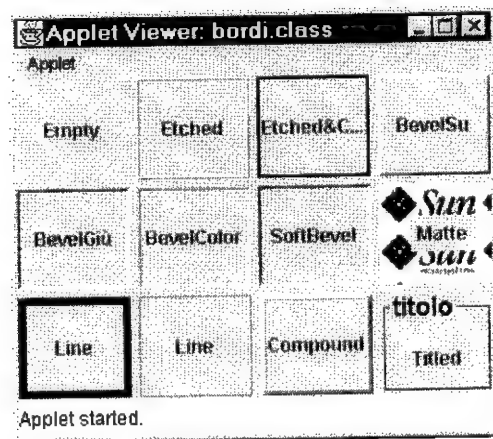 Applet Viewer: bordi.class
Applet
Empty Etched Etched&C... BevelSu
BevelGiù BevelColor SoftBevel Sun
Matte
Sun
Line Line Compound titolo
Titled
Applet started.